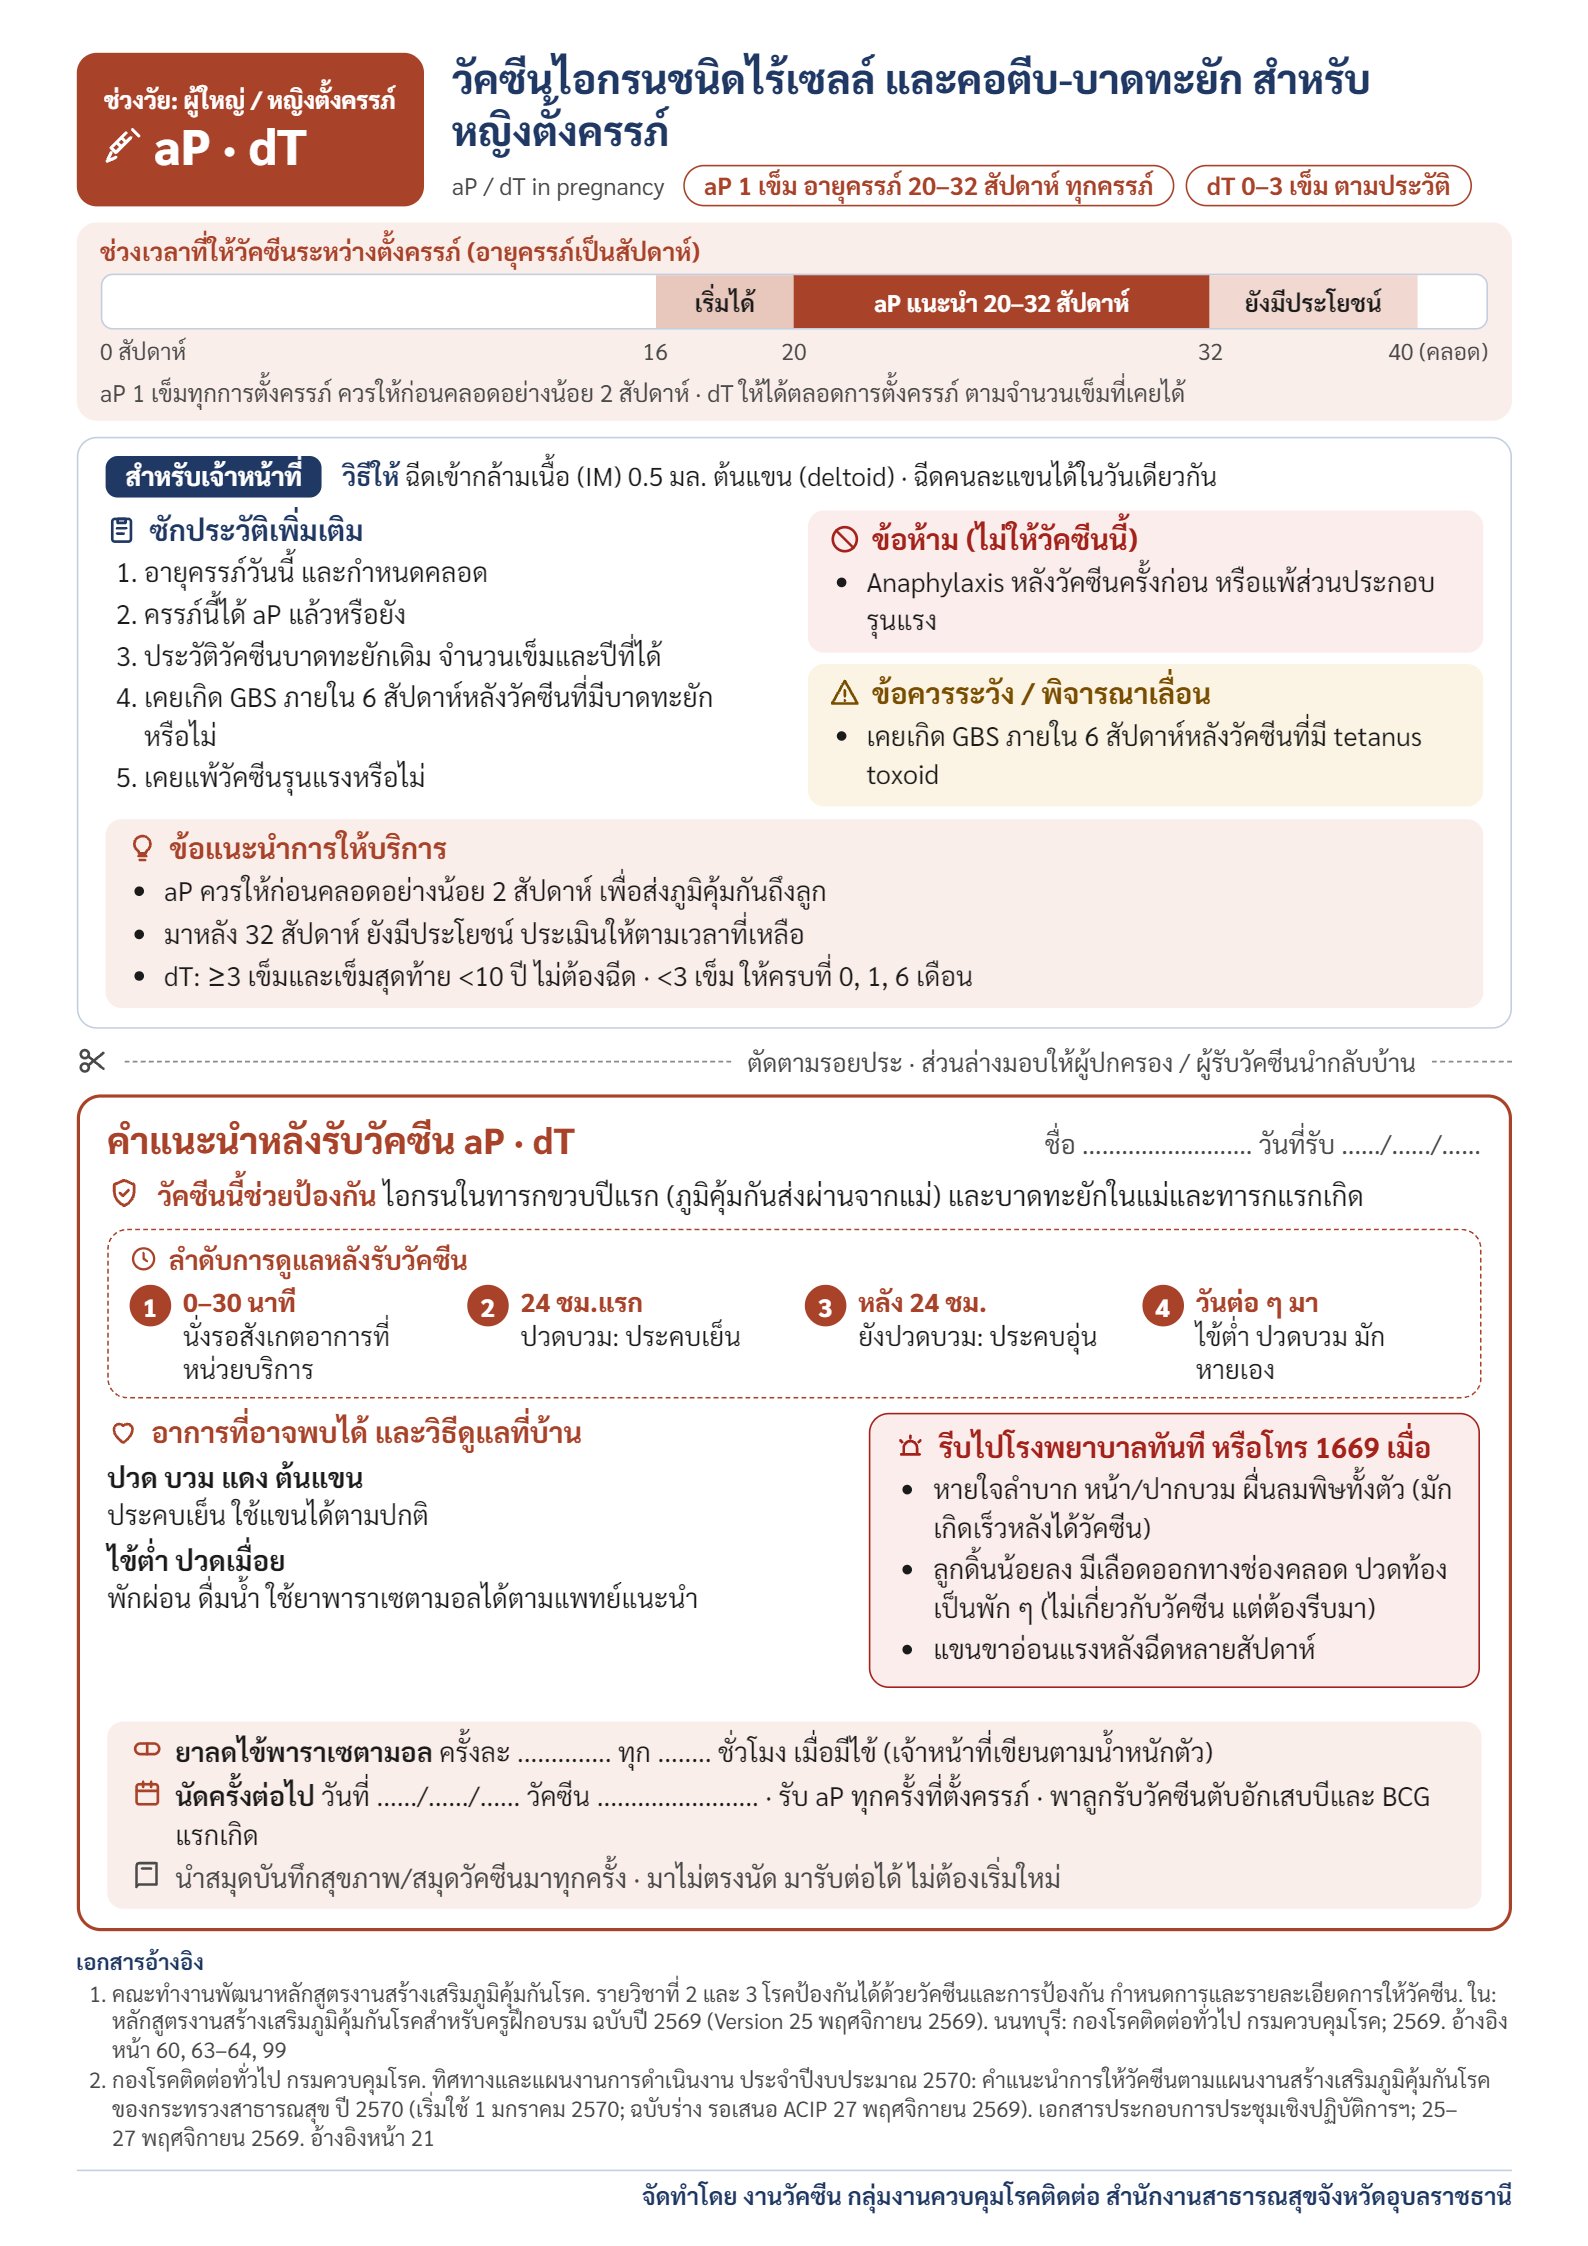 ช่วงวัย: ผู้ใหญ่ / หญิงตั้งครรภ์
aP · dT
วัคซีนไอกรนชนิดไร้เซลล์ และคอตีบ-บาดทะยัก สำหรับ
หญิงตั้งครรภ์
aP / dT in pregnancy
aP 1 เข็ม อายุครรภ์ 20–32 สัปดาห์ ทุกครรภ์
dT 0–3 เข็ม ตามประวัติ
ช่วงเวลาที่ให้วัคซีนระหว่างตั้งครรภ์ (อายุครรภ์เป็นสัปดาห์)
เริ่มได้
aP แนะนำ 20–32 สัปดาห์
ยังมีประโยชน์
0 สัปดาห์
16
20
32
40 (คลอด)
aP 1 เข็มทุกการตั้งครรภ์ ควรให้ก่อนคลอดอย่างน้อย 2 สัปดาห์ · dT ให้ได้ตลอดการตั้งครรภ์ ตามจำนวนเข็มที่เคยได้
สำหรับเจ้าหน้าที่
วิธีให้ ฉีดเข้ากล้ามเนื้อ (IM) 0.5 มล. ต้นแขน (deltoid) · ฉีดคนละแขนได้ในวันเดียวกัน
ซักประวัติเพิ่มเติม
1. อายุครรภ์วันนี้ และกำหนดคลอด
2. ครรภ์นี้ได้ aP แล้วหรือยัง
3. ประวัติวัคซีนบาดทะยักเดิม จำนวนเข็มและปีที่ได้
4. เคยเกิด GBS ภายใน 6 สัปดาห์หลังวัคซีนที่มีบาดทะยัก
หรือไม่
5. เคยแพ้วัคซีนรุนแรงหรือไม่
ข้อห้าม (ไม่ให้วัคซีนนี้)
• Anaphylaxis หลังวัคซีนครั้งก่อน หรือแพ้ส่วนประกอบ
รุนแรง
ข้อควรระวัง / พิจารณาเลื่อน
• เคยเกิด GBS ภายใน 6 สัปดาห์หลังวัคซีนที่มี tetanus
toxoid
ข้อแนะนำการให้บริการ
• aP ควรให้ก่อนคลอดอย่างน้อย 2 สัปดาห์ เพื่อส่งภูมิคุ้มกันถึงลูก
• มาหลัง 32 สัปดาห์ ยังมีประโยชน์ ประเมินให้ตามเวลาที่เหลือ
• dT: ≥3 เข็มและเข็มสุดท้าย <10 ปี ไม่ต้องฉีด · <3 เข็ม ให้ครบที่ 0, 1, 6 เดือน
ตัดตามรอยประ · ส่วนล่างมอบให้ผู้ปกครอง / ผู้รับวัคซีนนำกลับบ้าน
คำแนะนำหลังรับวัคซีน aP · dT
ชื่อ .......................... วันที่รับ ....../....../......
วัคซีนนี้ช่วยป้องกัน ไอกรนในทารกขวบปีแรก (ภูมิคุ้มกันส่งผ่านจากแม่) และบาดทะยักในแม่และทารกแรกเกิด
ลำดับการดูแลหลังรับวัคซีน
1 0–30 นาที
นั่งรอสังเกตอาการที่
หน่วยบริการ
2 24 ชม.แรก
ปวดบวม: ประคบเย็น
3 หลัง 24 ชม.
ยังปวดบวม: ประคบอุ่น
4 วันต่อ ๆ มา
ไข้ต่ำ ปวดบวม มัก
หายเอง
อาการที่อาจพบได้ และวิธีดูแลที่บ้าน
ปวด บวม แดง ต้นแขน
ประคบเย็น ใช้แขนได้ตามปกติ
ไข้ต่ำ ปวดเมื่อย
พักผ่อน ดื่มน้ำ ใช้ยาพาราเซตามอลได้ตามแพทย์แนะนำ
รีบไปโรงพยาบาลทันที หรือโทร 1669 เมื่อ
• หายใจลำบาก หน้า/ปากบวม ผื่นลมพิษทั้งตัว (มัก
เกิดเร็วหลังได้วัคซีน)
• ลูกดิ้นน้อยลง มีเลือดออกทางช่องคลอด ปวดท้อง
เป็นพัก ๆ (ไม่เกี่ยวกับวัคซีน แต่ต้องรีบมา)
• แขนขาอ่อนแรงหลังฉีดหลายสัปดาห์
ยาลดไข้พาราเซตามอล ครั้งละ .............. ทุก ........ ชั่วโมง เมื่อมีไข้ (เจ้าหน้าที่เขียนตามน้ำหนักตัว)
นัดครั้งต่อไป วันที่ ....../....../...... วัคซีน ......................... · รับ aP ทุกครั้งที่ตั้งครรภ์ · พาลูกรับวัคซีนตับอักเสบบีและ BCG
แรกเกิด
นำสมุดบันทึกสุขภาพ/สมุดวัคซีนมาทุกครั้ง · มาไม่ตรงนัด มารับต่อได้ ไม่ต้องเริ่มใหม่
เอกสารอ้างอิง
1. คณะทำงานพัฒนาหลักสูตรงานสร้างเสริมภูมิคุ้มกันโรค. รายวิชาที่ 2 และ 3 โรคป้องกันได้ด้วยวัคซีนและการป้องกัน กำหนดการและรายละเอียดการให้วัคซีน. ใน:
หลักสูตรงานสร้างเสริมภูมิคุ้มกันโรคสำหรับครูฝึกอบรม ฉบับปี 2569 (Version 25 พฤศจิกายน 2569). นนทบุรี: กองโรคติดต่อทั่วไป กรมควบคุมโรค; 2569. อ้างอิง
หน้า 60, 63–64, 99
2. กองโรคติดต่อทั่วไป กรมควบคุมโรค. ทิศทางและแผนงานการดำเนินงาน ประจำปีงบประมาณ 2570: คำแนะนำการให้วัคซีนตามแผนงานสร้างเสริมภูมิคุ้มกันโรค
ของกระทรวงสาธารณสุข ปี 2570 (เริ่มใช้ 1 มกราคม 2570; ฉบับร่าง รอเสนอ ACIP 27 พฤศจิกายน 2569). เอกสารประกอบการประชุมเชิงปฏิบัติการฯ; 25–
27 พฤศจิกายน 2569. อ้างอิงหน้า 21
จัดทำโดย งานวัคซีน กลุ่มงานควบคุมโรคติดต่อ สำนักงานสาธารณสุขจังหวัดอุบลราชธานี